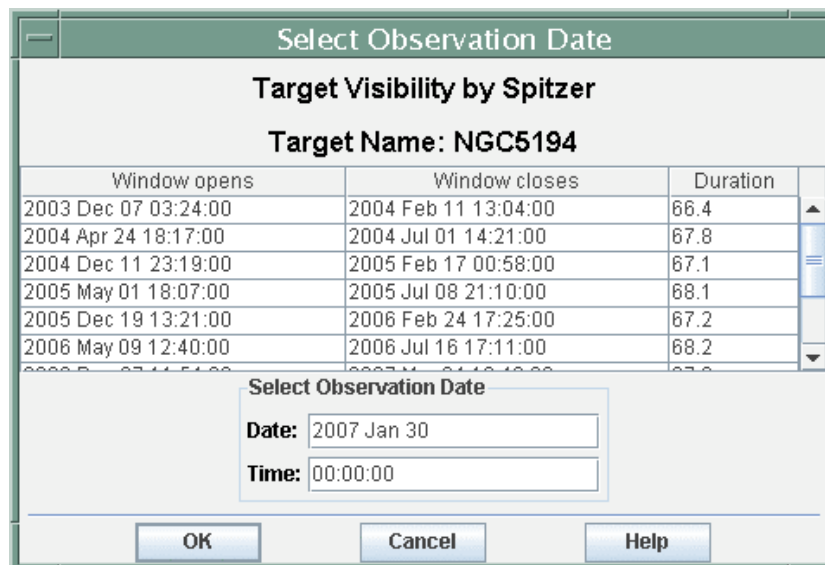 Select Observation Date
Target Visibility by Spitzer
Target Name: NGC5194
Window opens Window closes Duration
2003 Dec 07 03:24:00 2004 Feb 11 13:04:00 66.4
2004 Apr 24 18:17:00 2004 Jul 01 14:21:00 67.8
2004 Dec 11 23:19:00 2005 Feb 17 00:58:00 67.1
2005 May 01 18:07:00 2005 Jul 08 21:10:00 68.1
2005 Dec 19 13:21:00 2006 Feb 24 17:25:00 67.2
2006 May 09 12:40:00 2006 Jul 16 17:11:00 68.2
Select Observation Date
Date: 2007 Jan 30
Time: 00:00:00
OK Cancel Help